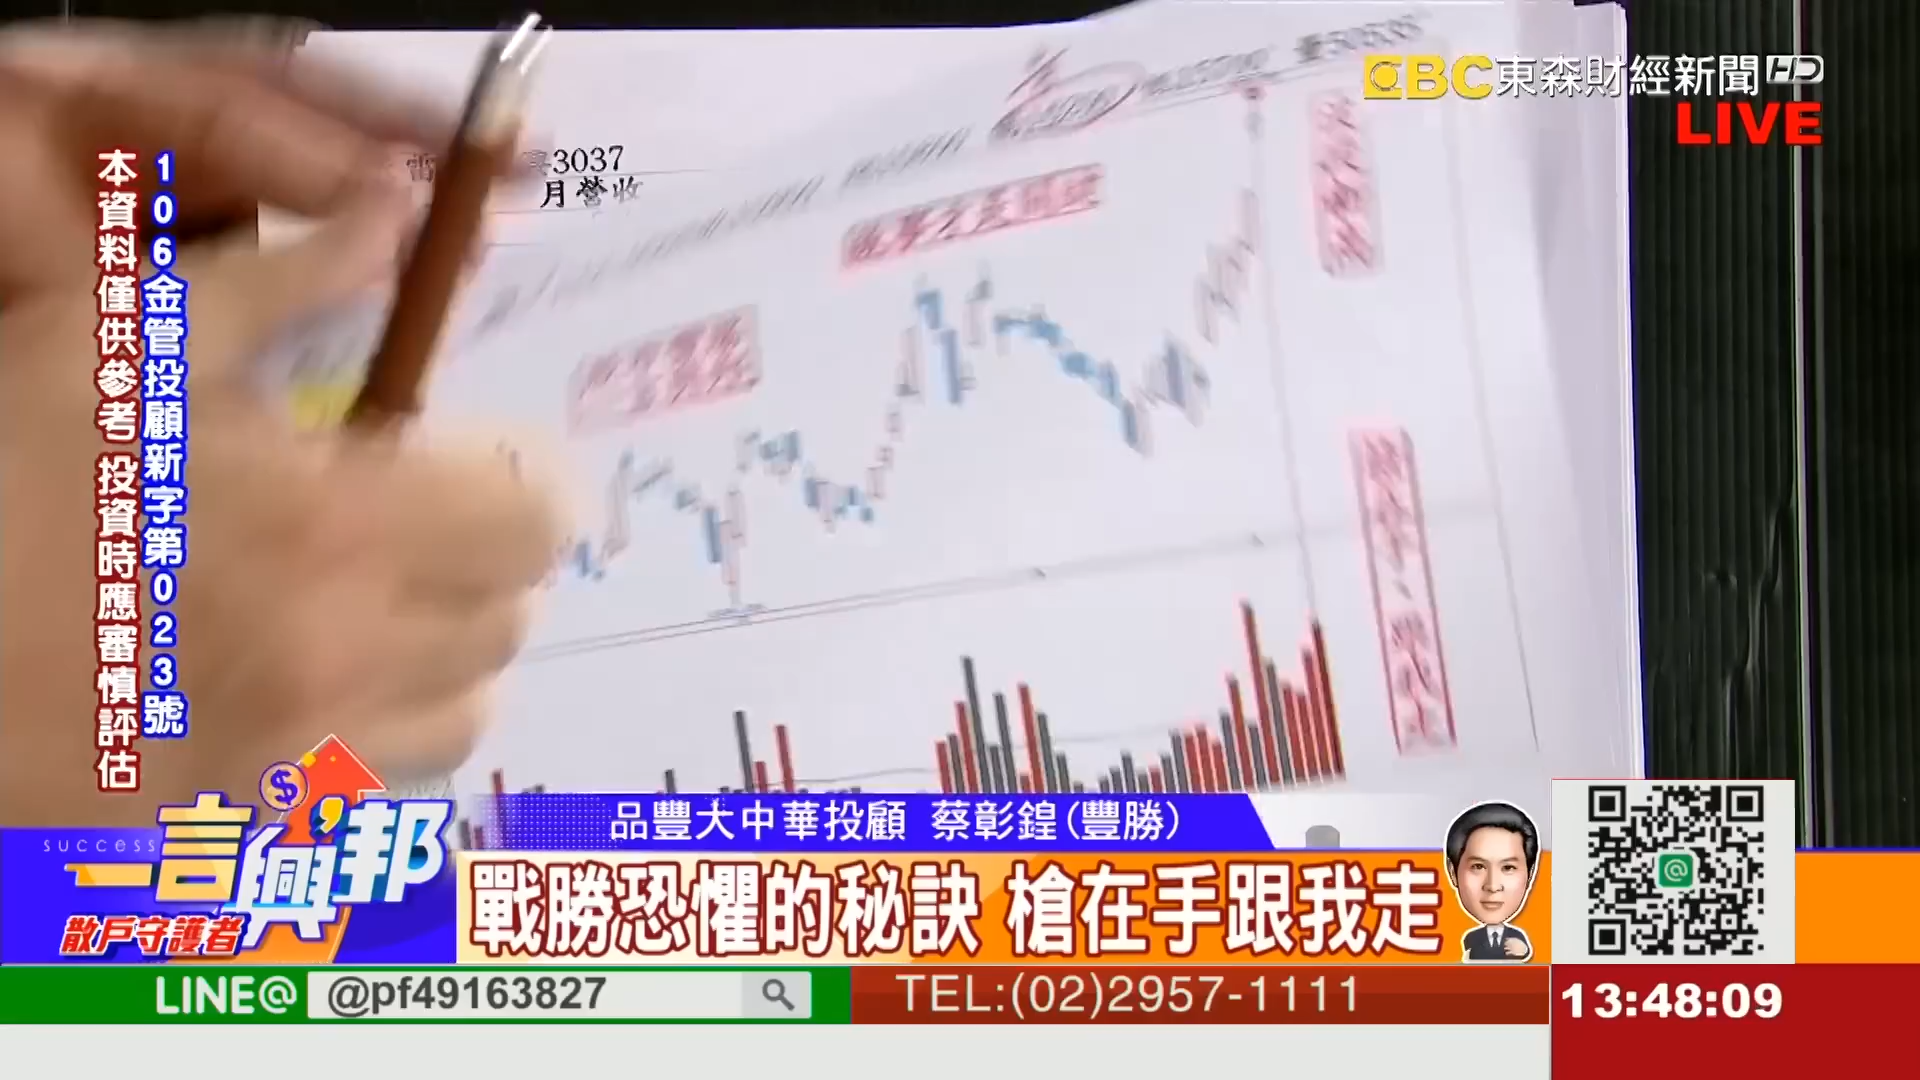 EBC東森財經新聞HD
LIVE
106金管投顧新字第023號
本資料僅供參考 投資時應審慎評估
3037
月營收
品豐大中華投顧 蔡彰鍠(豐勝)
戰勝恐懼的秘訣 槍在手跟我走
success
一言興邦
散戶守護者
LINE@ @pf49163827
TEL:(02)2957-1111
13:48:09